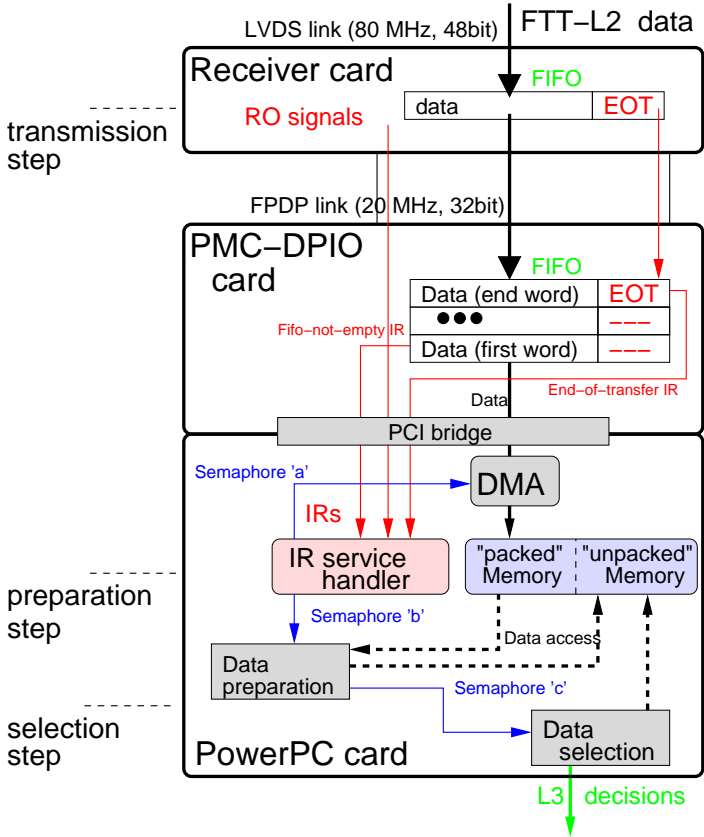 LVDS link (80 MHz, 48bit)
FTT−L2 data
Receiver card
FIFO
data
EOT
RO signals
transmission
step
FPDP link (20 MHz, 32bit)
PMC−DPIO
card
FIFO
Data (end word)
EOT
●●●
−−−
Fifo−not−empty IR
Data (first word)
−−−
End−of−transfer IR
Data
PCI bridge
Semaphore 'a'
DMA
IRs
IR service
handler
"packed"
Memory
"unpacked"
Memory
preparation
step
Semaphore 'b'
Data access
Data
preparation
Semaphore 'c'
selection
step
Data
selection
PowerPC card
L3 decisions